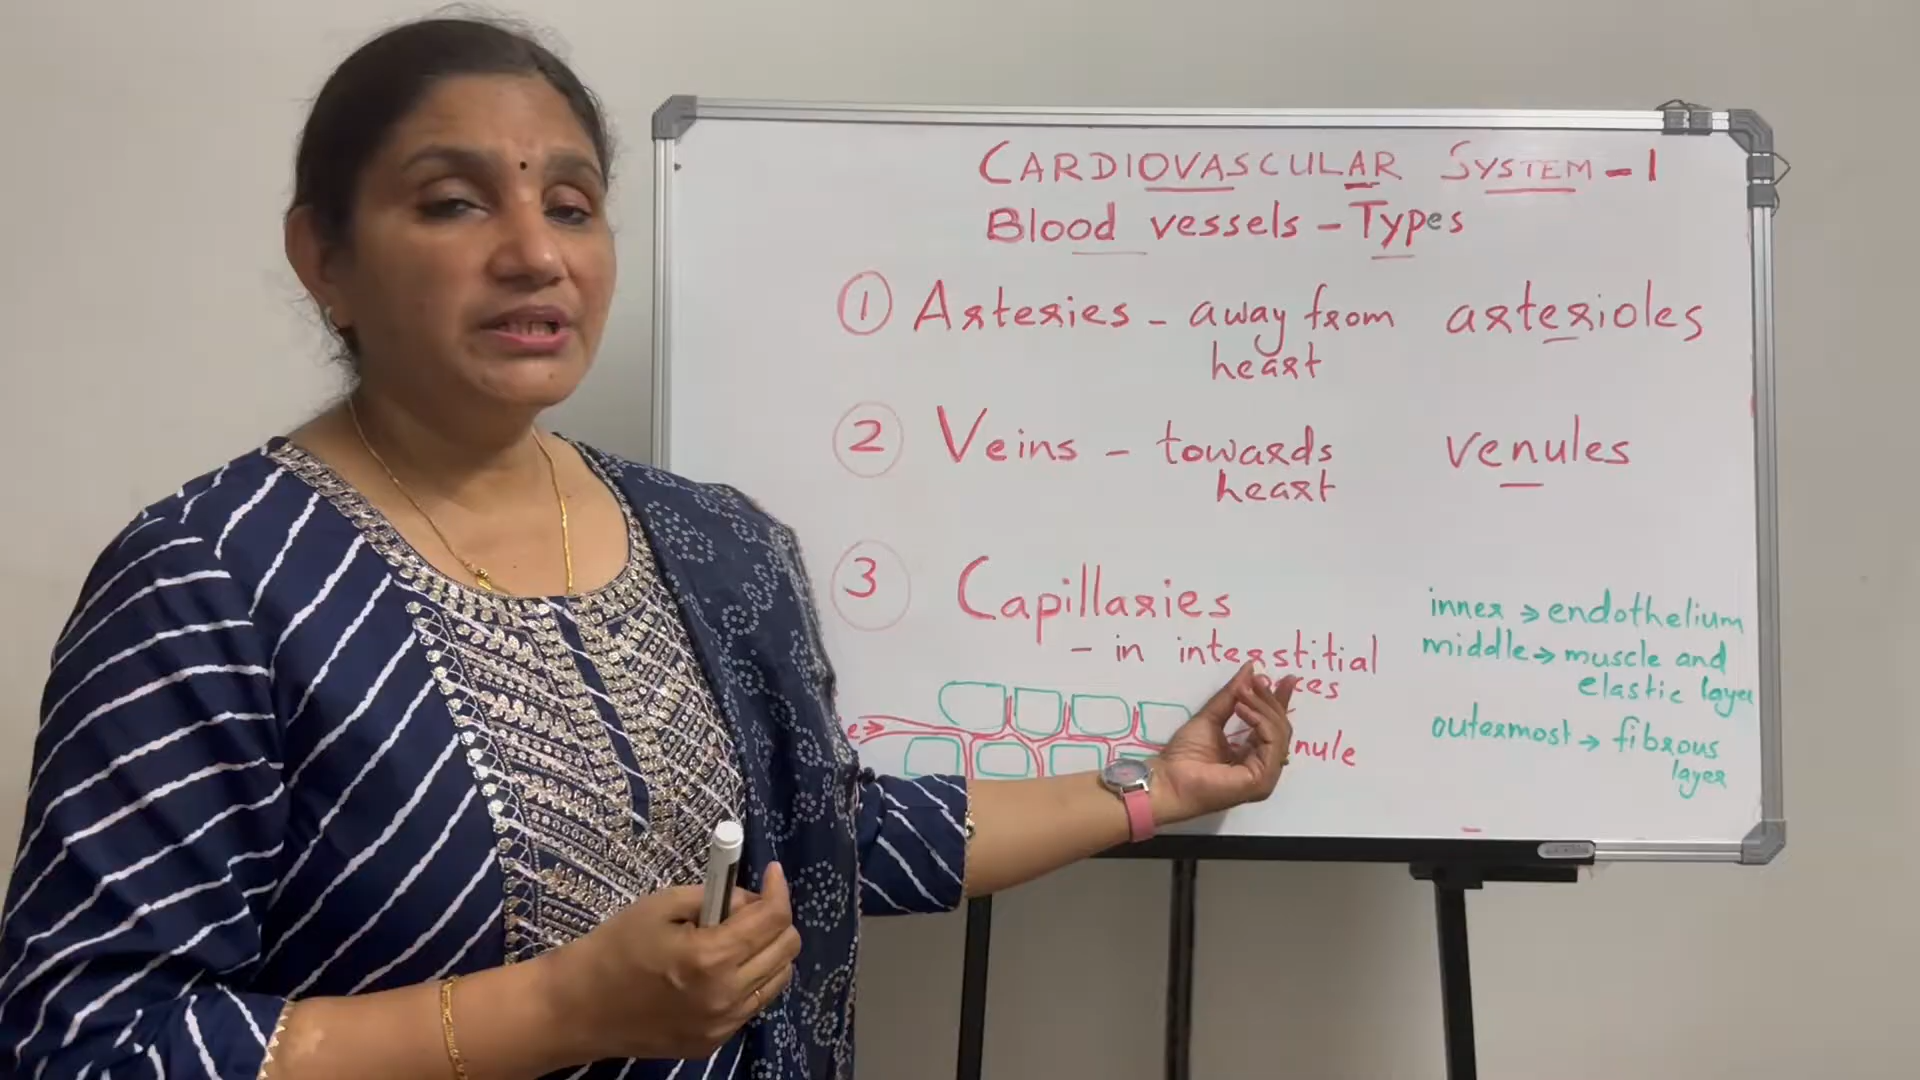 CARDIOVASCULAR SYSTEM - 1
Blood vessels - Types
1 Arteries - away from heart arterioles
2 Veins - towards heart venules
3 Capillaries
- in interstitial
inner → endothelium
middle → muscle and elastic layer
outermost → fibrous layer